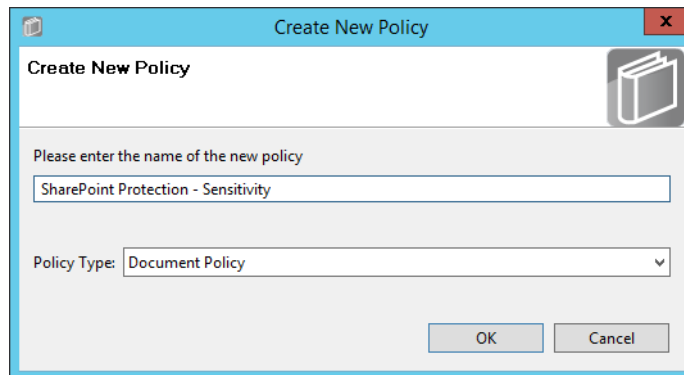 Create New Policy
Create New Policy
Please enter the name of the new policy
SharePoint Protection - Sensitivity
Policy Type: Document Policy
OK Cancel